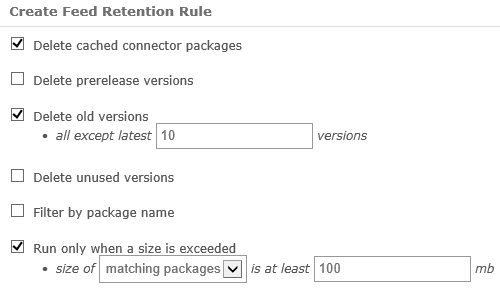 Create Feed Retention Rule
Delete cached connector packages
Delete prerelease versions
Delete old versions
• all except latest 10 versions
Delete unused versions
Filter by package name
Run only when a size is exceeded
• size of matching packages is at least 100 mb